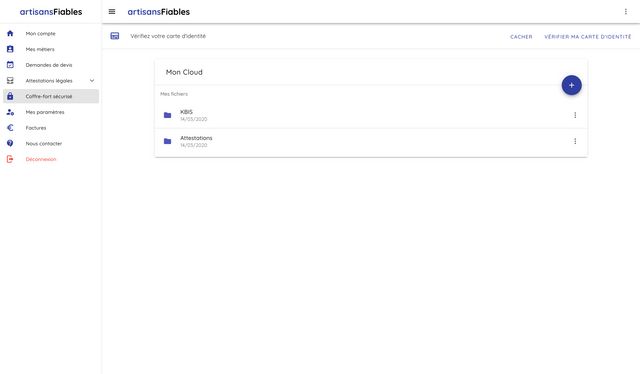 artisansFiables
Mon compte
Mes métiers
Demandes de devis
Attestations légales
Coffre-fort sécurisé
Mes paramètres
Factures
Nous contacter
Déconnexion
artisansFiables
Vérifiez votre carte d'identité
CACHER
VÉRIFIER MA CARTE D'IDENTITÉ
Mon Cloud
Mes fichiers
KBIS
14/03/2020
Attestations
14/03/2020